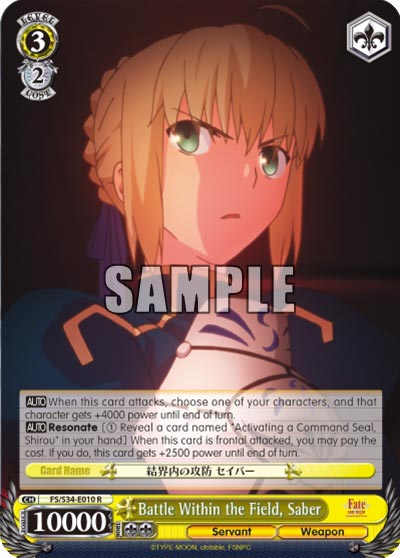 LEVEL
3
2
COST
SAMPLE
AUTO When this card attacks, choose one of your characters, and that
character gets +4000 power until end of turn.
AUTO Resonate [① Reveal a card named "Activating a Command Seal,
Shirou" in your hand] When this card is frontal attacked, you may pay the
cost. If you do, this card gets +2500 power until end of turn.
Card Name 結界内の攻防 セイバー
CH FS/S34-E010 R
Battle Within the Field, Saber
POWER 10000
Fate
Servant Weapon
©TYPE-MOON, ufotable, FSNPC